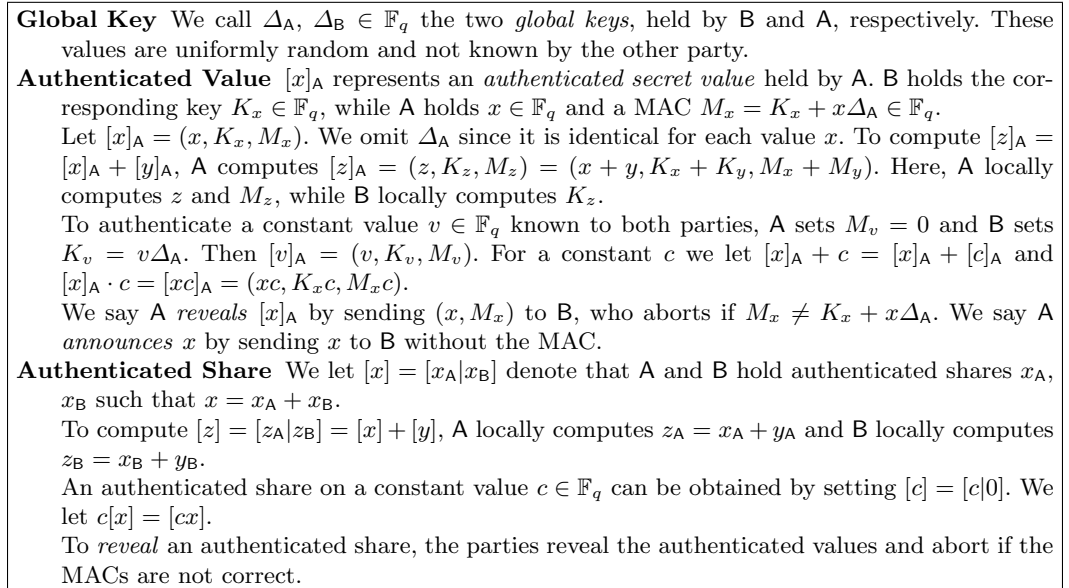 Global Key We call Δ_A, Δ_B ∈ 𝔽_q the two global keys, held by B and A, respectively. These
values are uniformly random and not known by the other party.
Authenticated Value [x]_A represents an authenticated secret value held by A. B holds the cor-
responding key K_x ∈ 𝔽_q, while A holds x ∈ 𝔽_q and a MAC M_x = K_x + xΔ_A ∈ 𝔽_q.
Let [x]_A = (x, K_x, M_x). We omit Δ_A since it is identical for each value x. To compute [z]_A =
[x]_A + [y]_A, A computes [z]_A = (z, K_z, M_z) = (x + y, K_x + K_y, M_x + M_y). Here, A locally
computes z and M_z, while B locally computes K_z.
To authenticate a constant value v ∈ 𝔽_q known to both parties, A sets M_v = 0 and B sets
K_v = vΔ_A. Then [v]_A = (v, K_v, M_v). For a constant c we let [x]_A + c = [x]_A + [c]_A and
[x]_A · c = [xc]_A = (xc, K_xc, M_xc).
We say A reveals [x]_A by sending (x, M_x) to B, who aborts if M_x ≠ K_x + xΔ_A. We say A
announces x by sending x to B without the MAC.
Authenticated Share We let [x] = [x_A|x_B] denote that A and B hold authenticated shares x_A,
x_B such that x = x_A + x_B.
To compute [z] = [z_A|z_B] = [x] + [y], A locally computes z_A = x_A + y_A and B locally computes
z_B = x_B + y_B.
An authenticated share on a constant value c ∈ 𝔽_q can be obtained by setting [c] = [c|0]. We
let c[x] = [cx].
To reveal an authenticated share, the parties reveal the authenticated values and abort if the
MACs are not correct.